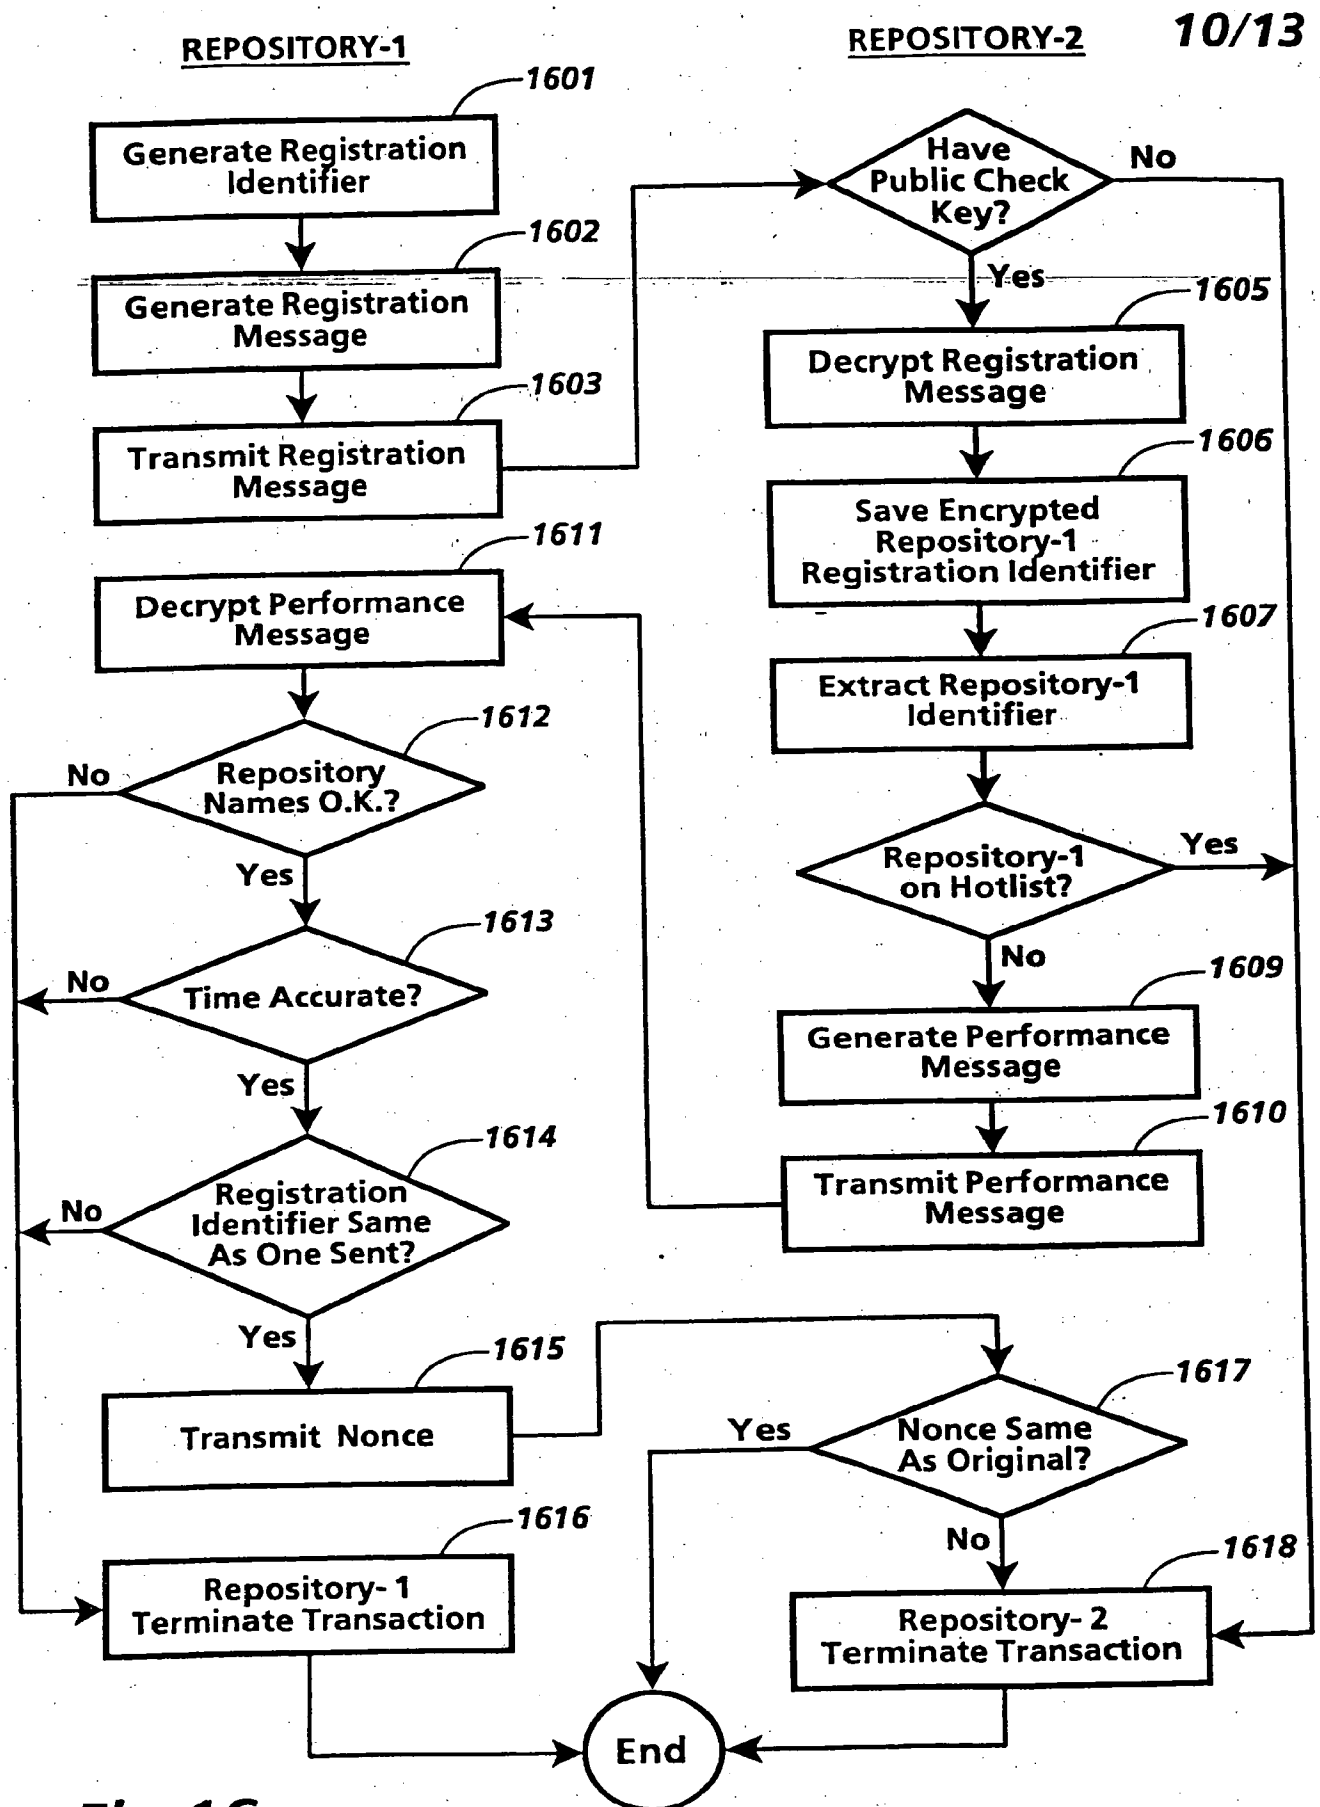 10/13
REPOSITORY-1
1601
Generate Registration
Identifier
1602
Generate Registration
Message
1603
Transmit Registration
Message
1611
Decrypt Performance
Message
1612
Repository
Names O.K.?
No
Yes
1613
Time Accurate?
No
Yes
1614
Registration
Identifier Same
As One Sent?
No
Yes
1615
Transmit Nonce
1616
Repository- 1
Terminate Transaction
REPOSITORY-2
Have
Public Check
Key?
No
Yes
1605
Decrypt Registration
Message
1606
Save Encrypted
Repository-1
Registration Identifier
1607
Extract Repository-1
Identifier
Repository-1
on Hotlist?
Yes
No
1609
Generate Performance
Message
1610
Transmit Performance
Message
1617
Nonce Same
As Original?
Yes
No
1618
Repository- 2
Terminate Transaction
End